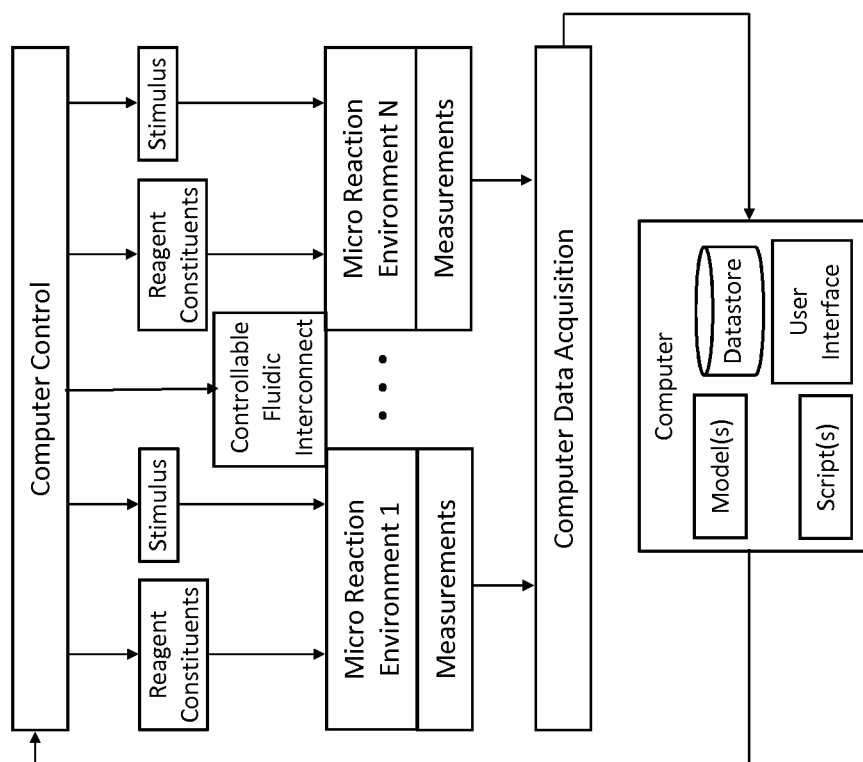 Computer Control
Reagent
Constituents
Stimulus
Controllable
Fluidic
Interconnect
Reagent
Constituents
Stimulus
Micro Reaction
Environment 1
Measurements
Micro Reaction
Environment N
Measurements
Computer Data Acquisition
Computer
Model(s)
Datastore
Script(s)
User
Interface